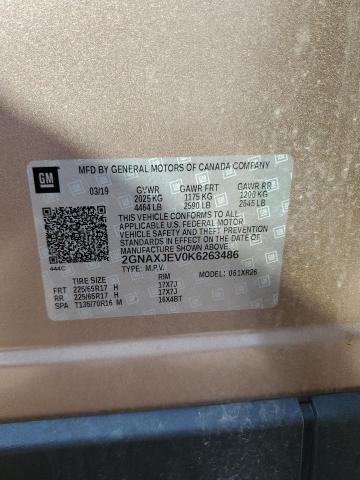 MFD BY GENERAL MOTORS OF CANADA COMPANY
GM
03/19 GVWR GAWR FRT GAWR RR
2025 KG 1175 KG 1200 KG
4464 LB 2590 LB 2645 LB
THIS VEHICLE CONFORMS TO ALL
APPLICABLE U.S. FEDERAL MOTOR
VEHICLE SAFETY AND THEFT PREVENTION
STANDARDS IN EFFECT ON THE DATE OF
MANUFACTURE SHOWN ABOVE.
2GNAXJEV0K6263486
444C TYPE: M.P.V. MODEL: 061XR26
TIRE SIZE RIM
FRT 225/65R17 H 17X7J
RR 225/65R17 H 17X7J
SPA T135/70R16 M 16X4BT